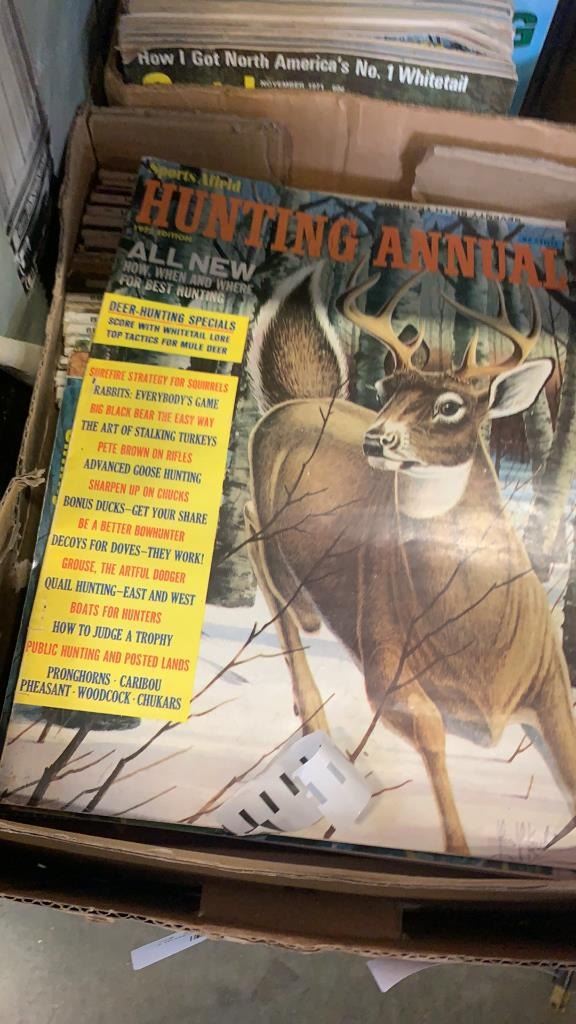 How I Got North America's No. 1 Whitetail
NOVEMBER 1971
Sports Afield
HUNTING ANNUAL
EDITION
ALL NEW
HOW, WHEN AND WHERE
FOR BEST HUNTING
DEER-HUNTING SPECIALS
SCORE WITH WHITETAIL LORE
TOP TACTICS FOR MULE DEER
SUREFIRE STRATEGY FOR SQUIRRELS
RABBITS: EVERYBODY'S GAME
BIG BLACK BEAR THE EASY WAY
THE ART OF STALKING TURKEYS
PETE BROWN ON RIFLES
ADVANCED GOOSE HUNTING
SHARPEN UP ON CHUCKS
BONUS DUCKS—GET YOUR SHARE
BE A BETTER BOWHUNTER
DECOYS FOR DOVES—THEY WORK!
GROUSE, THE ARTFUL DODGER
QUAIL HUNTING—EAST AND WEST
BOATS FOR HUNTERS
HOW TO JUDGE A TROPHY
PUBLIC HUNTING AND POSTED LANDS
PRONGHORNS · CARIBOU
PHEASANT · WOODCOCK · CHUKARS